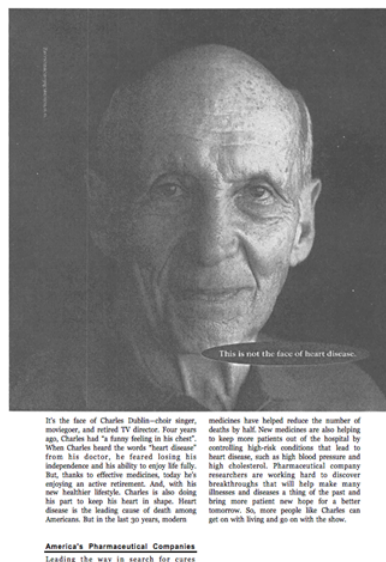 This is not the face of heart disease.
It's the face of Charles Dublin—choir singer,
moviegoer, and retired TV director. Four years
ago, Charles had "a funny feeling in his chest".
When Charles heard the words "heart disease"
from his doctor, he feared losing his
independence and his ability to enjoy life fully.
But, thanks to effective medicines, today he's
enjoying an active retirement. And, with his
new healthier lifestyle. Charles is also doing
his part to keep his heart in shape. Heart
disease is the leading cause of death among
Americans. But in the last 30 years, modern
medicines have helped reduce the number of
deaths by half. New medicines are also helping
to keep more patients out of the hospital by
controlling high-risk conditions that lead to
heart disease, such as high blood pressure and
high cholesterol. Pharmaceutical company
researchers are working hard to discover
breakthroughs that will help make many
illnesses and diseases a thing of the past and
bring more patient new hope for a better
tomorrow. So, more people like Charles can
get on with living and go on with the show.
America's Pharmaceutical Companies
Leading the way in search for cures